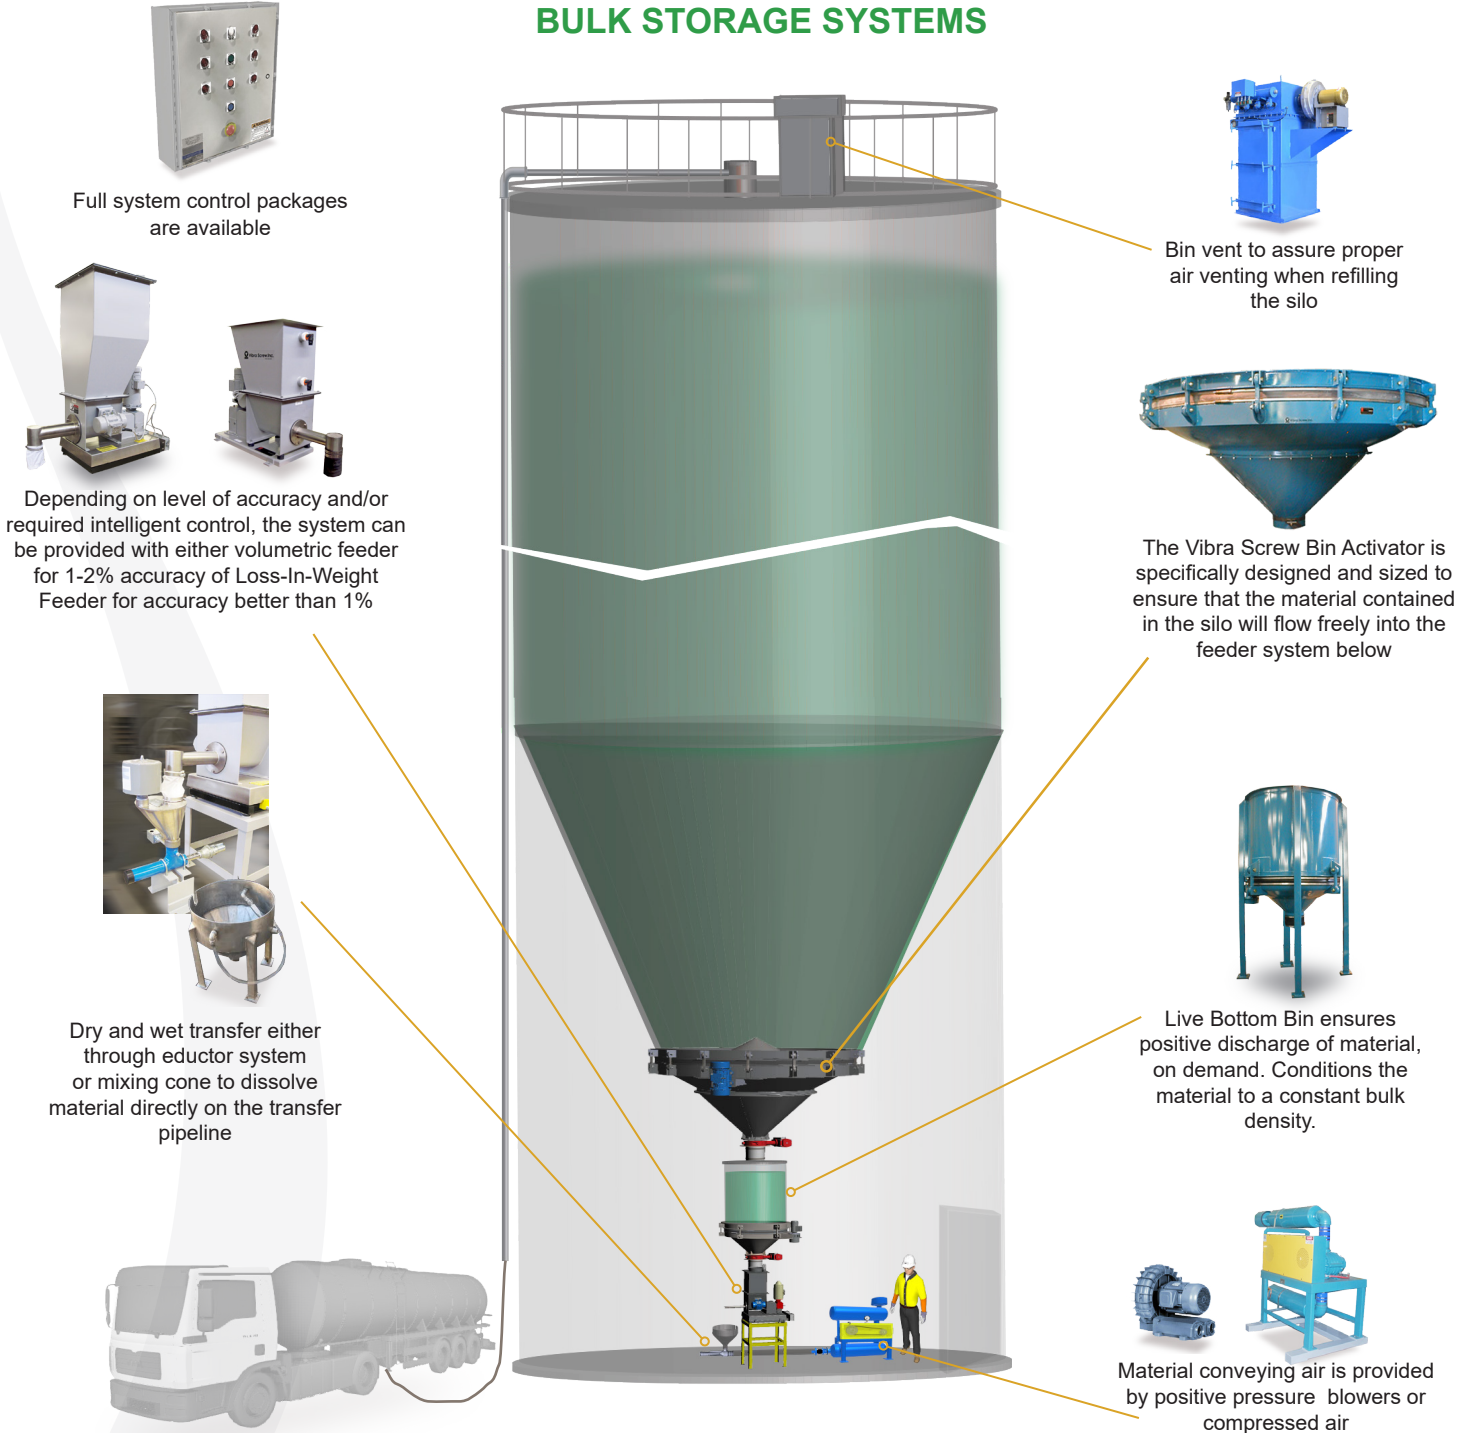 BULK STORAGE SYSTEMS
Full system control packages
are available
Depending on level of accuracy and/or
required intelligent control, the system can
be provided with either volumetric feeder
for 1-2% accuracy of Loss-In-Weight
Feeder for accuracy better than 1%
Dry and wet transfer either
through eductor system
or mixing cone to dissolve
material directly on the transfer
pipeline
Bin vent to assure proper
air venting when refilling
the silo
The Vibra Screw Bin Activator is
specifically designed and sized to
ensure that the material contained
in the silo will flow freely into the
feeder system below
Live Bottom Bin ensures
positive discharge of material,
on demand. Conditions the
material to a constant bulk
density.
Material conveying air is provided
by positive pressure blowers or
compressed air